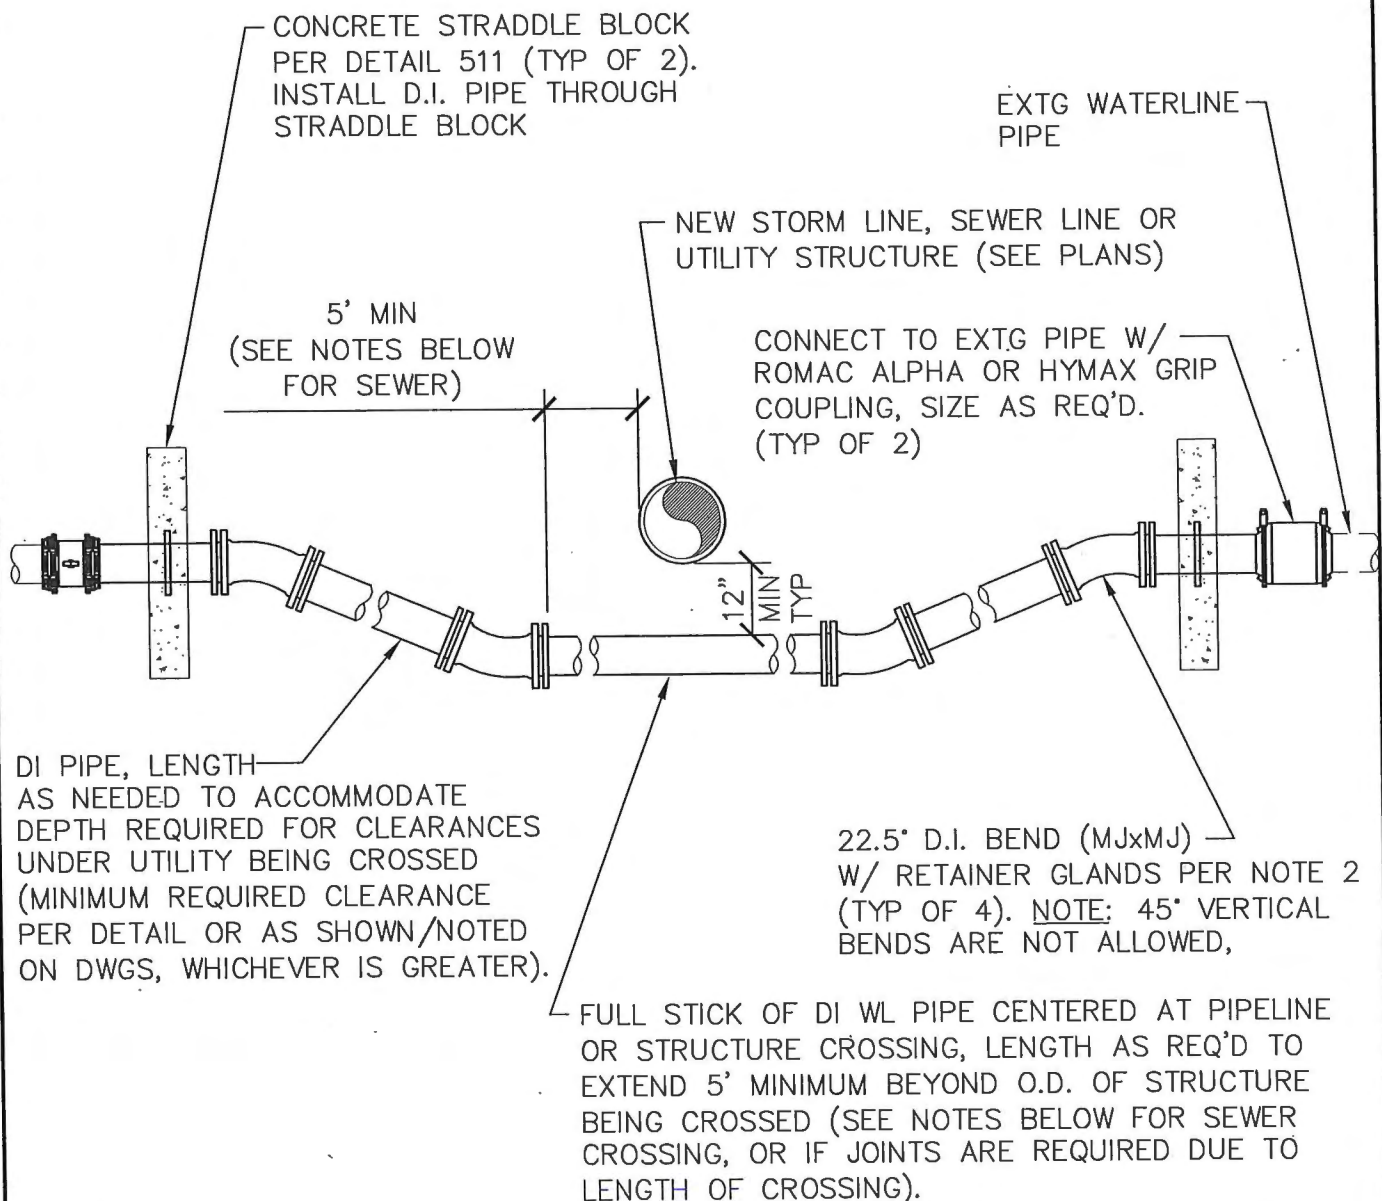 CONCRETE STRADDLE BLOCK
PER DETAIL 511 (TYP OF 2).
INSTALL D.I. PIPE THROUGH
STRADDLE BLOCK
EXTG WATERLINE
PIPE
NEW STORM LINE, SEWER LINE OR
UTILITY STRUCTURE (SEE PLANS)
5' MIN
(SEE NOTES BELOW
FOR SEWER)
CONNECT TO EXTG PIPE W/
ROMAC ALPHA OR HYMAX GRIP
COUPLING, SIZE AS REQ'D.
(TYP OF 2)
12"
MIN
TYP
DI PIPE, LENGTH
AS NEEDED TO ACCOMMODATE
DEPTH REQUIRED FOR CLEARANCES
UNDER UTILITY BEING CROSSED
(MINIMUM REQUIRED CLEARANCE
PER DETAIL OR AS SHOWN/NOTED
ON DWGS, WHICHEVER IS GREATER).
22.5° D.I. BEND (MJxMJ)
W/ RETAINER GLANDS PER NOTE 2
(TYP OF 4). NOTE: 45° VERTICAL
BENDS ARE NOT ALLOWED,
FULL STICK OF DI WL PIPE CENTERED AT PIPELINE
OR STRUCTURE CROSSING, LENGTH AS REQ'D TO
EXTEND 5' MINIMUM BEYOND O.D. OF STRUCTURE
BEING CROSSED (SEE NOTES BELOW FOR SEWER
CROSSING, OR IF JOINTS ARE REQUIRED DUE TO
LENGTH OF CROSSING).